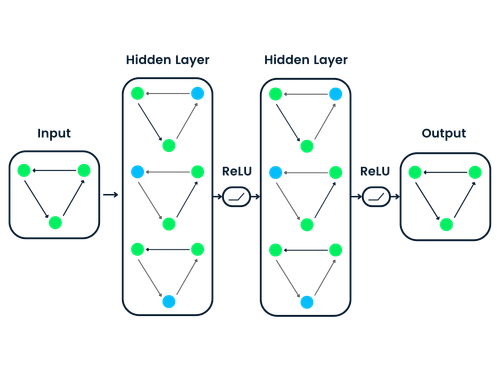 Hidden Layer
Hidden Layer
Input
Output
ReLU
ReLU